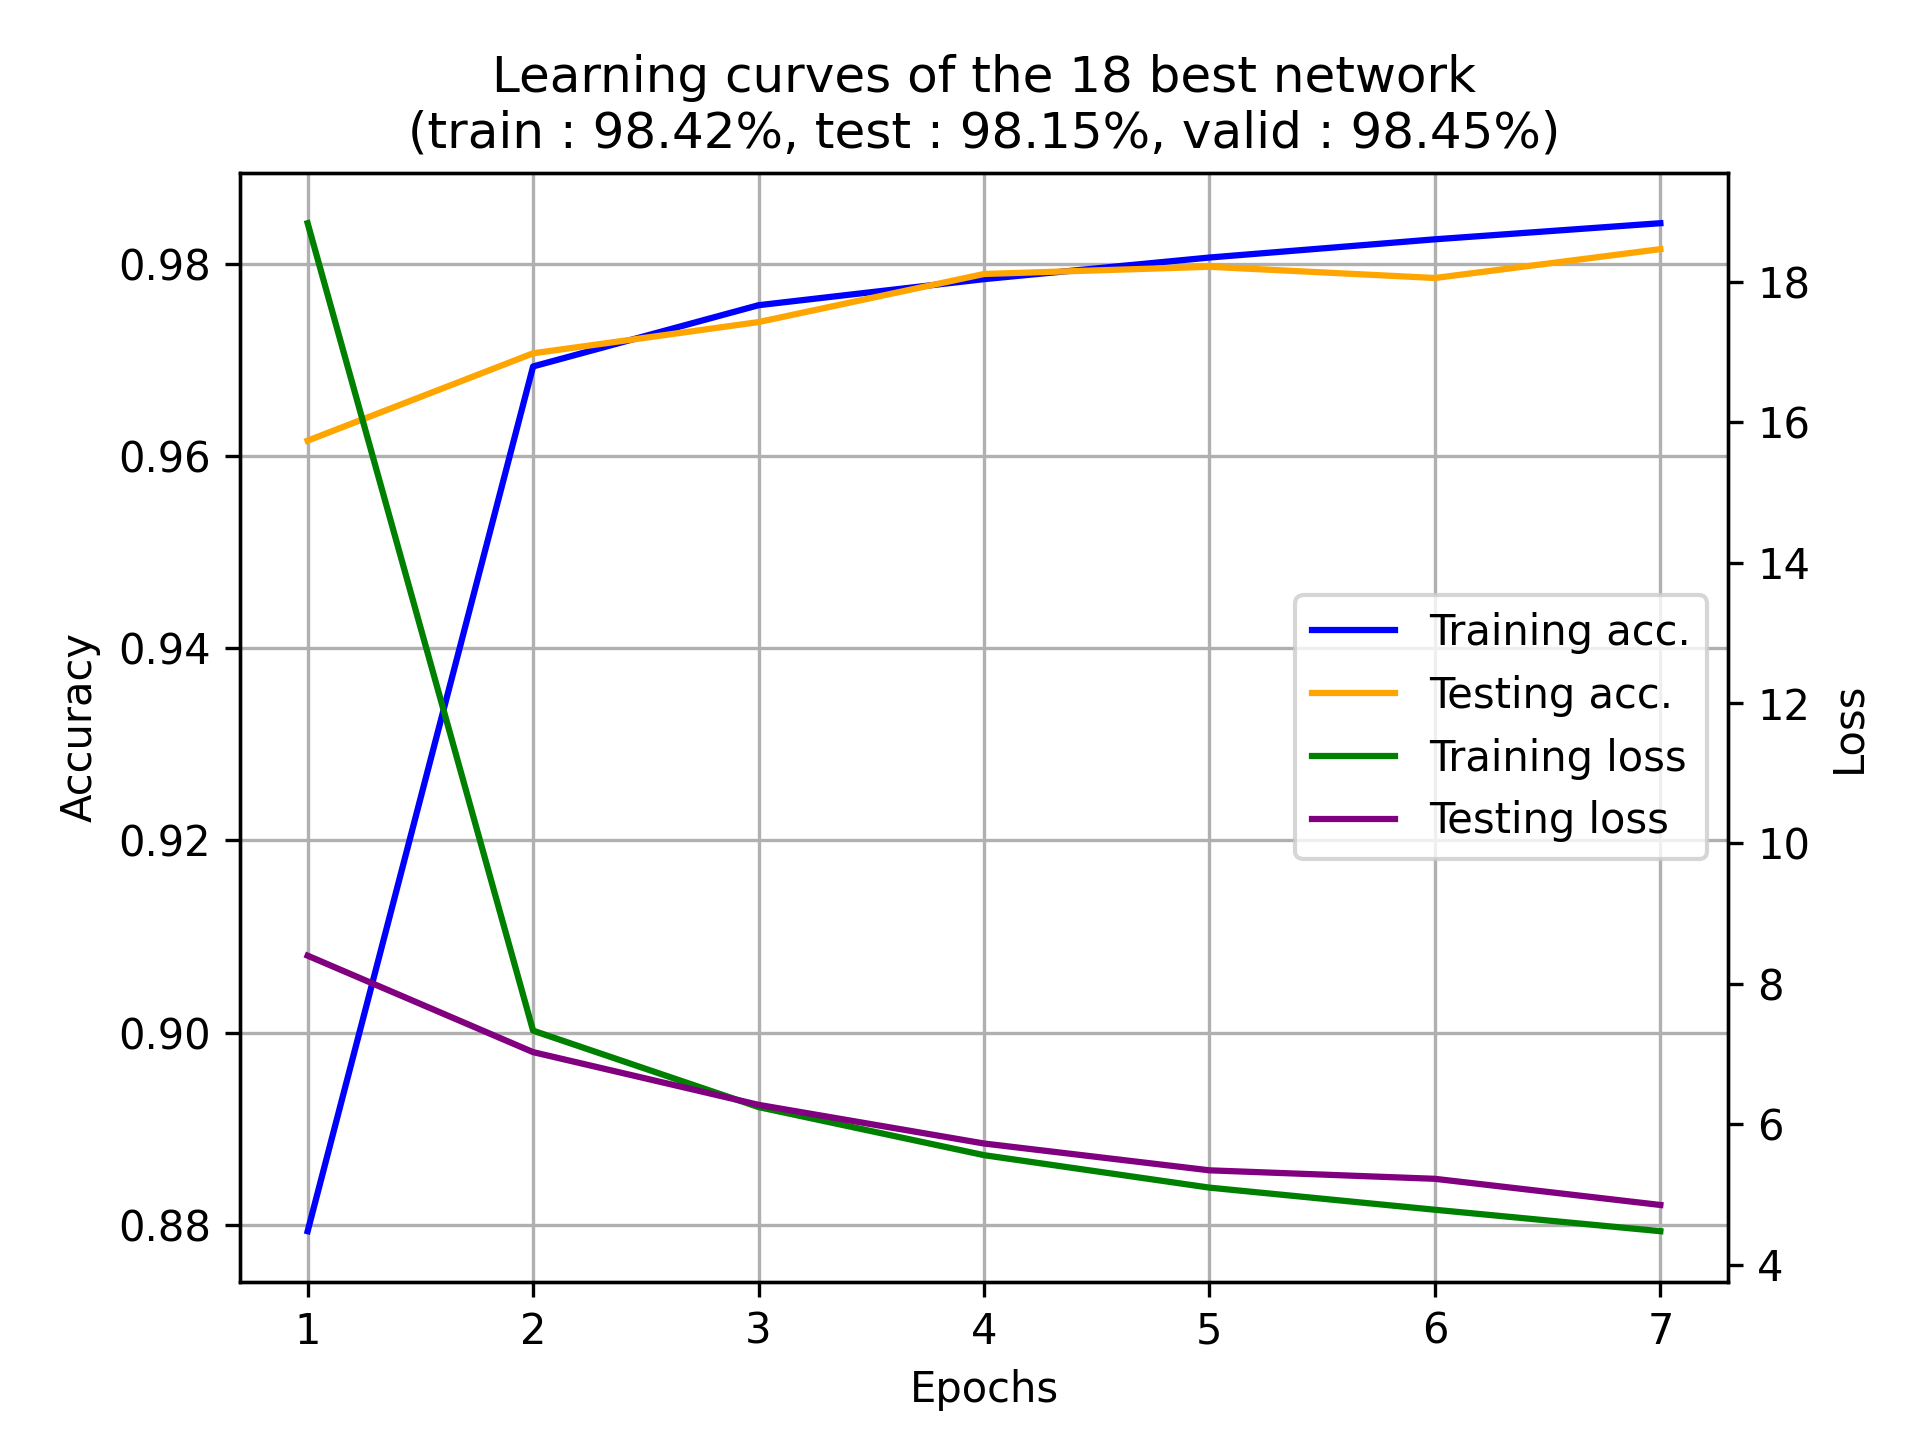 Learning curves of the 18 best network
(train : 98.42%, test : 98.15%, valid : 98.45%)
Accuracy
0.98
0.96
0.94
0.92
0.90
0.88
18
16
14
12
10
8
6
4
Loss
Training acc.
Testing acc.
Training loss
Testing loss
1 2 3 4 5 6 7
Epochs